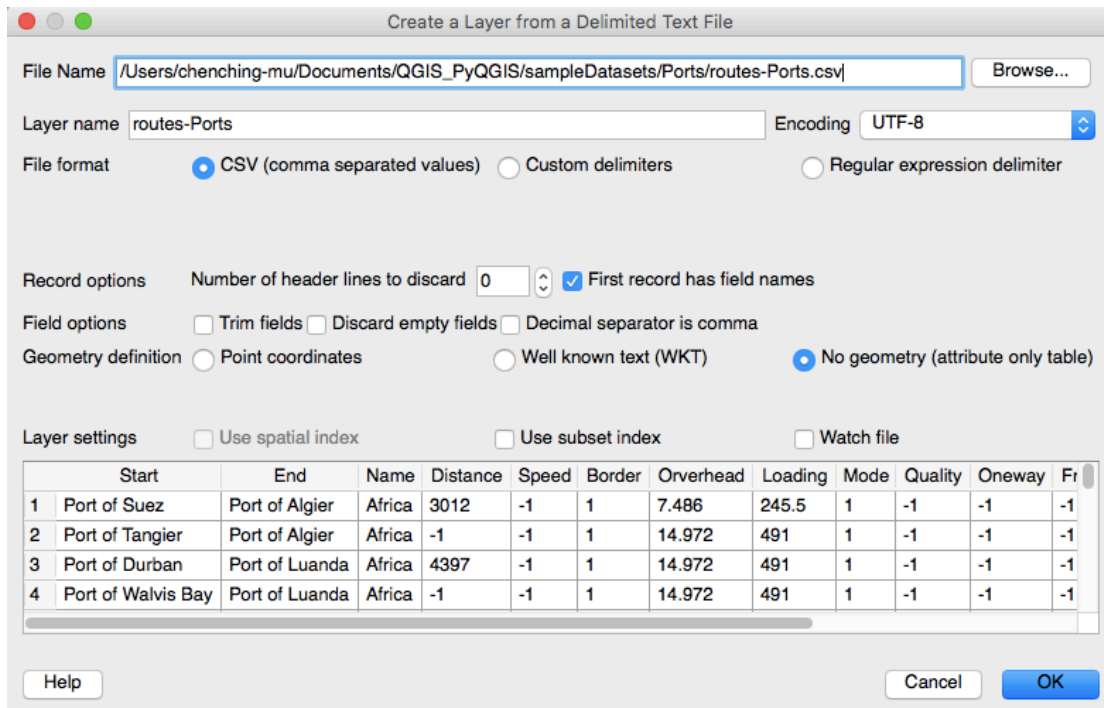 Create a Layer from a Delimited Text File
File Name /Users/chenching-mu/Documents/QGIS_PyQGIS/sampleDatasets/Ports/routes-Ports.csv Browse...
Layer name routes-Ports Encoding UTF-8
File format CSV (comma separated values) Custom delimiters Regular expression delimiter
Record options Number of header lines to discard 0 First record has field names
Field options Trim fields Discard empty fields Decimal separator is comma
Geometry definition Point coordinates Well known text (WKT) No geometry (attribute only table)
Layer settings Use spatial index Use subset index Watch file
Start End Name Distance Speed Border Orverhead Loading Mode Quality Oneway
1 Port of Suez Port of Algier Africa 3012 -1 1 7.486 245.5 1 -1 -1 -1
2 Port of Tangier Port of Algier Africa -1 -1 1 14.972 491 1 -1 -1 -1
3 Port of Durban Port of Luanda Africa 4397 -1 1 14.972 491 1 -1 -1 -1
4 Port of Walvis Bay Port of Luanda Africa -1 -1 1 14.972 491 1 -1 -1 -1
Help Cancel OK